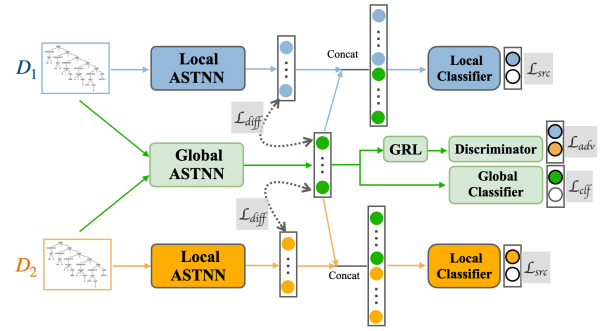 D1
Local
ASTNN
Concat
Local
Classifier
ℒsrc
ℒdiff
Global
ASTNN
GRL
Discriminator
ℒadv
Global
Classifier
ℒclf
ℒdiff
D2
Local
ASTNN
Concat
Local
Classifier
ℒsrc